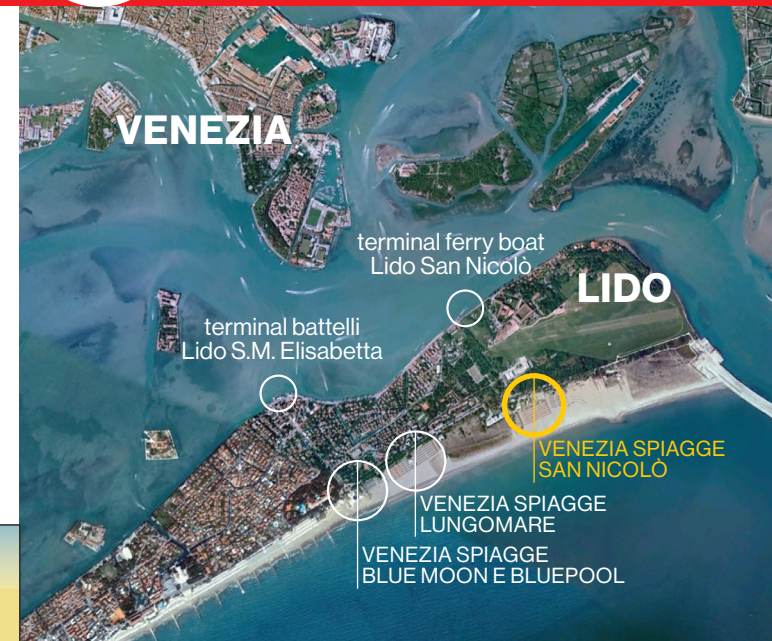 VENEZIA
terminal ferry boat
Lido San Nicolò
LIDO
terminal battelli
Lido S.M. Elisabetta
VENEZIA SPIAGGE
SAN NICOLÒ
VENEZIA SPIAGGE
LUNGOMARE
VENEZIA SPIAGGE
BLUE MOON E BLUEPOOL